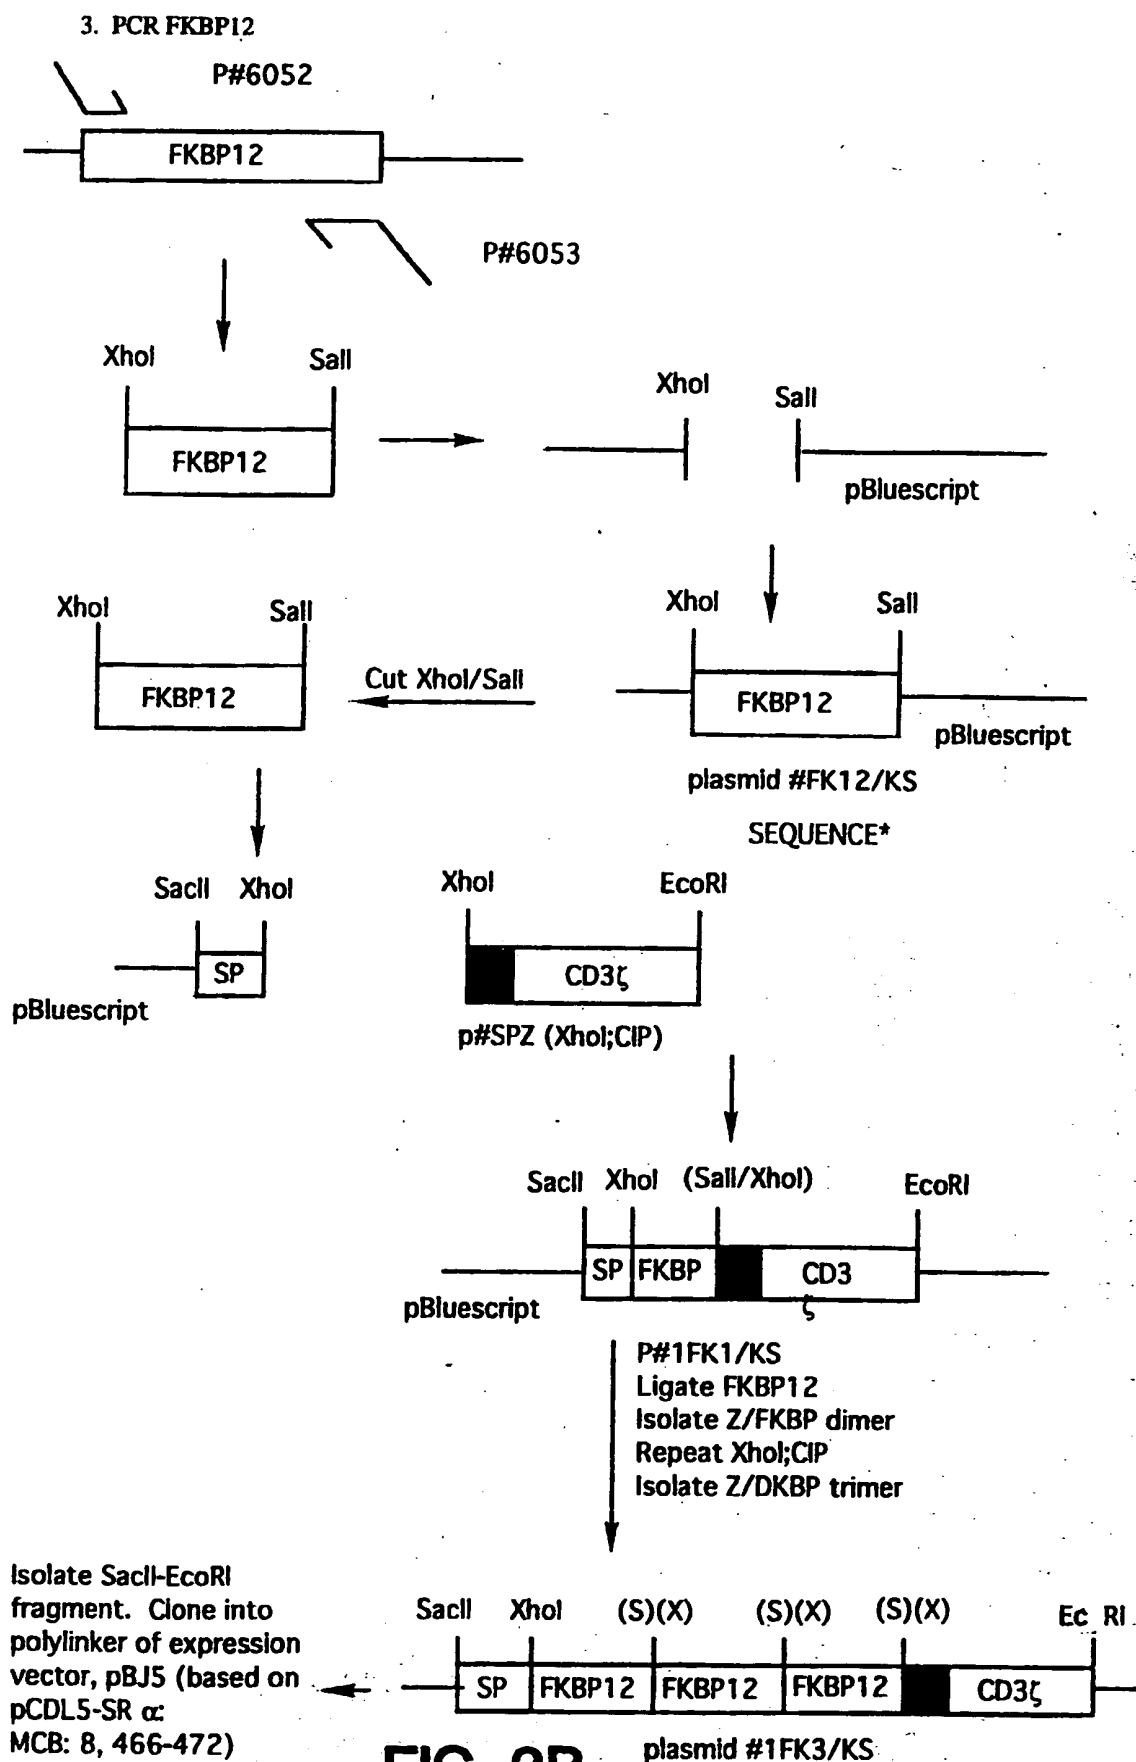 3. PCR FKBP12
P#6052
FKBP12
P#6053
XhoI SalI
FKBP12
XhoI SalI
pBluescript
XhoI SalI
FKBP12
Cut XhoI/SalI
XhoI SalI
FKBP12
pBluescript
plasmid #FK12/KS
SEQUENCE*
SacII XhoI
SP
pBluescript
XhoI EcoRI
CD3ζ
p#SPZ (XhoI;CIP)
SacII XhoI (SalI/XhoI) EcoRI
SP FKBP CD3
ζ
pBluescript
P#1FK1/KS
Ligate FKBP12
Isolate Z/FKBP dimer
Repeat XhoI;CIP
Isolate Z/DKBP trimer
Isolate SacII-EcoRI
fragment. Clone into
polylinker of expression
vector, pBJ5 (based on
pCDL5-SR α:
MCB: 8, 466-472)
SacII XhoI (S)(X) (S)(X) (S)(X) Ec RI
SP FKBP12 FKBP12 FKBP12 CD3ζ
plasmid #1FK3/KS
FIG. 2B